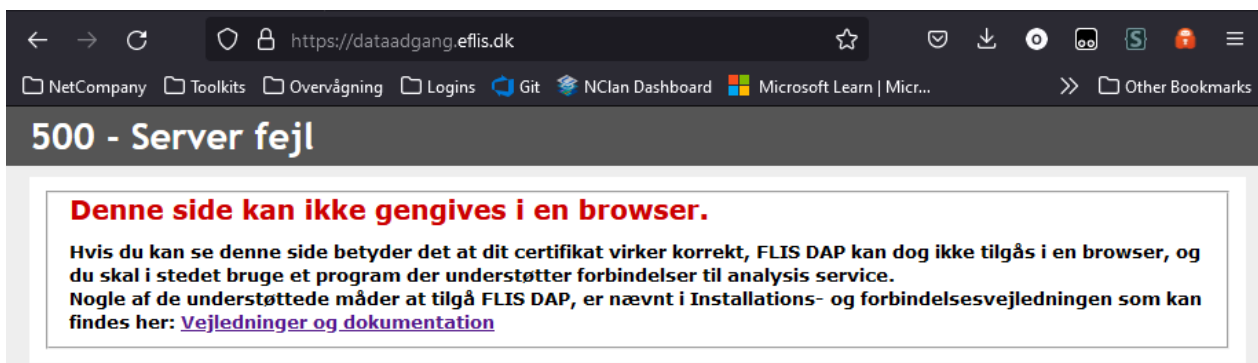 https://dataadgang.eflis.dk
NetCompany Toolkits Overvågning Logins Git NClan Dashboard Microsoft Learn | Micr... Other Bookmarks
500 - Server fejl
Denne side kan ikke gengives i en browser.
Hvis du kan se denne side betyder det at dit certifikat virker korrekt, FLIS DAP kan dog ikke tilgås i en browser, og
du skal i stedet bruge et program der understøtter forbindelser til analysis service.
Nogle af de understøttede måder at tilgå FLIS DAP, er nævnt i Installations- og forbindelsesvejledningen som kan
findes her: Vejledninger og dokumentation